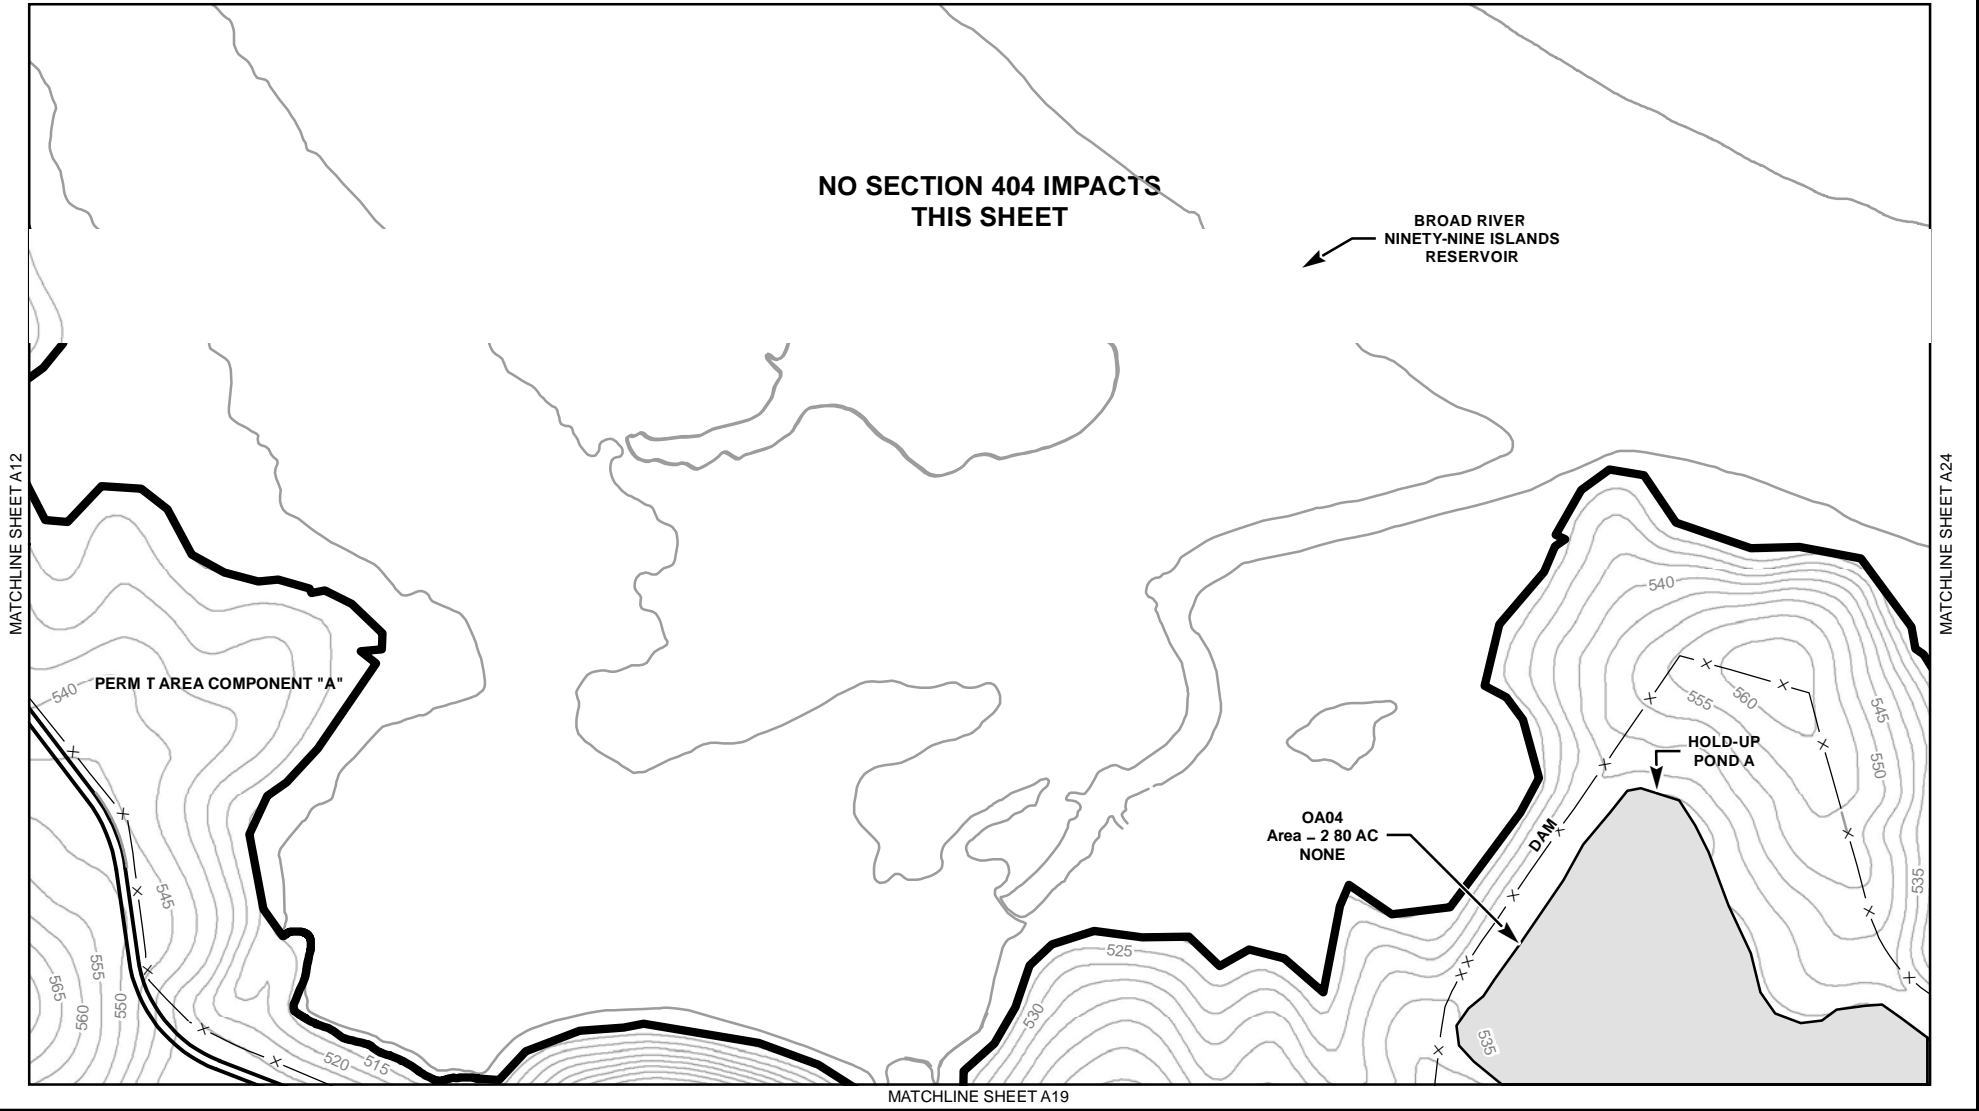 NO SECTION 404 IMPACTS
THIS SHEET
BROAD RIVER
NINETY-NINE ISLANDS
RESERVOIR
MATCHLINE SHEET A12
MATCHLINE SHEET A24
540
540
PERM T AREA COMPONENT "A"
555
560
545
HOLD-UP
POND A
550
OA04
Area – 2 80 AC
NONE
DAM
535
545
525
555
565
560
550
530
535
520
515
MATCHLINE SHEET A19